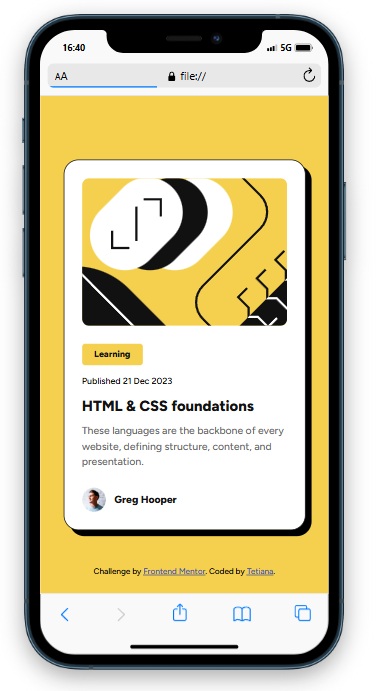 16:40
5G
AA
file://
Learning
Published 21 Dec 2023
HTML & CSS foundations
These languages are the backbone of every
website, defining structure, content, and
presentation.
Greg Hooper
Challenge by Frontend Mentor. Coded by Tetiana.